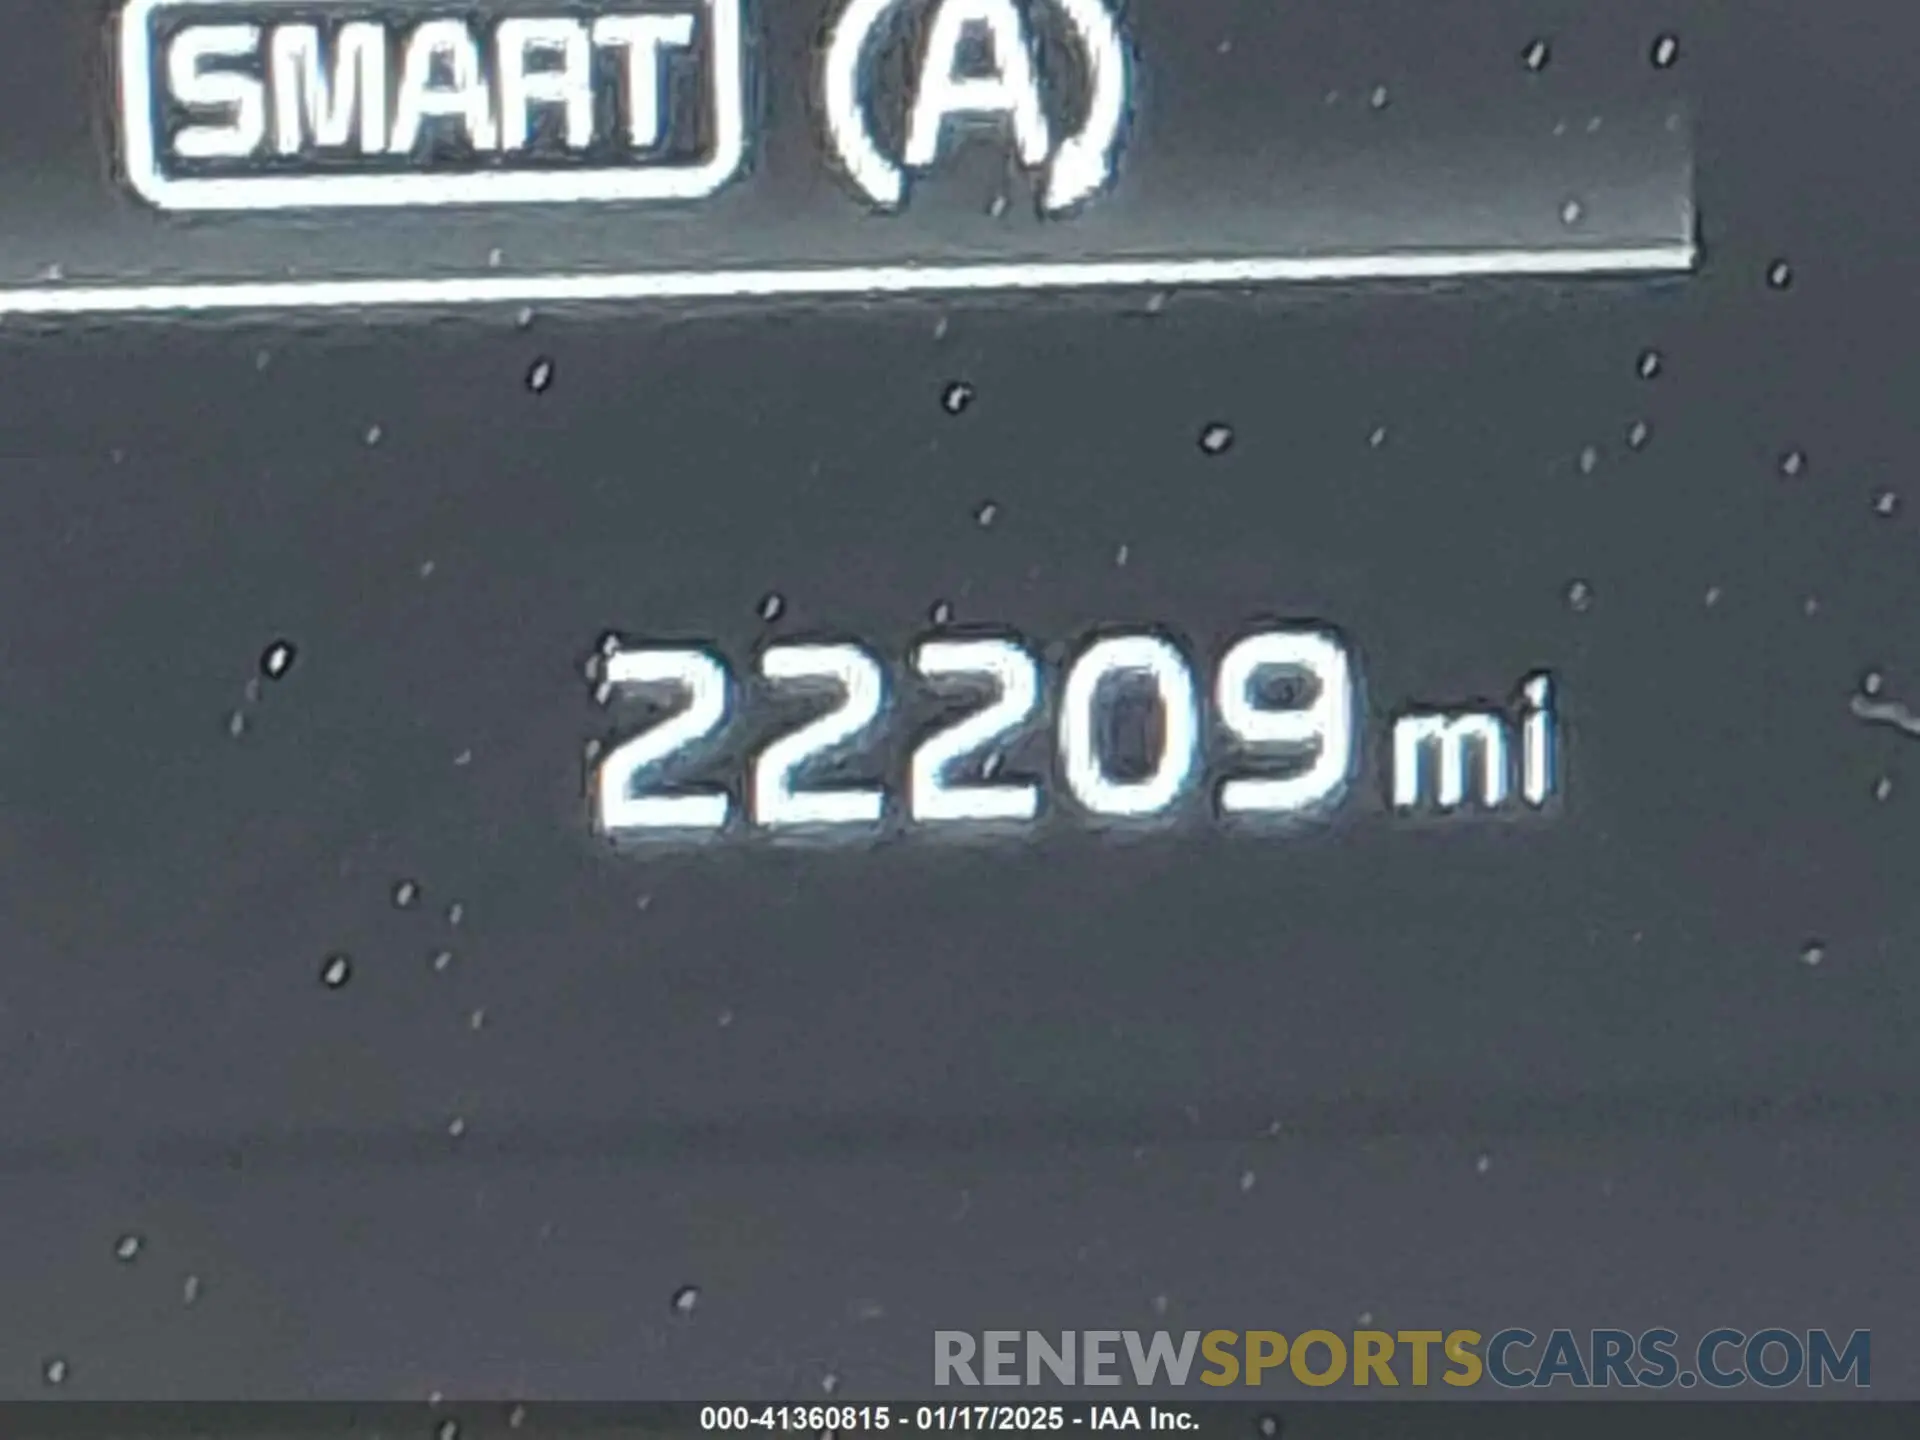 SMART A
22209 mi
RENEWSPORTSCARS.COM
000-41360815 - 01/17/2025 - IAA Inc.